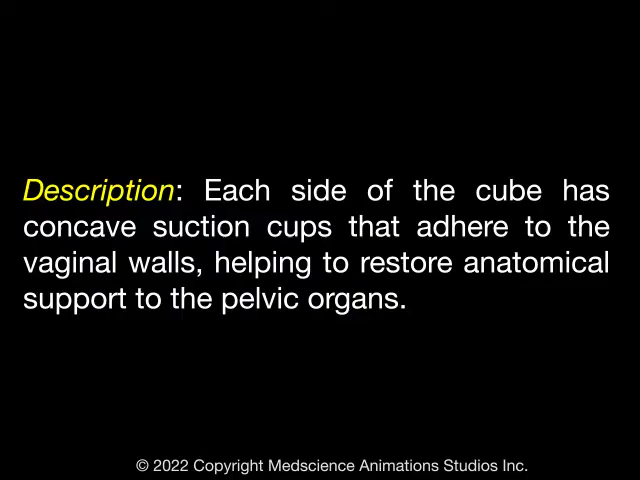 Description: Each side of the cube has
concave suction cups that adhere to the
vaginal walls, helping to restore anatomical
support to the pelvic organs.
© 2022 Copyright Medscience Animations Studios Inc.